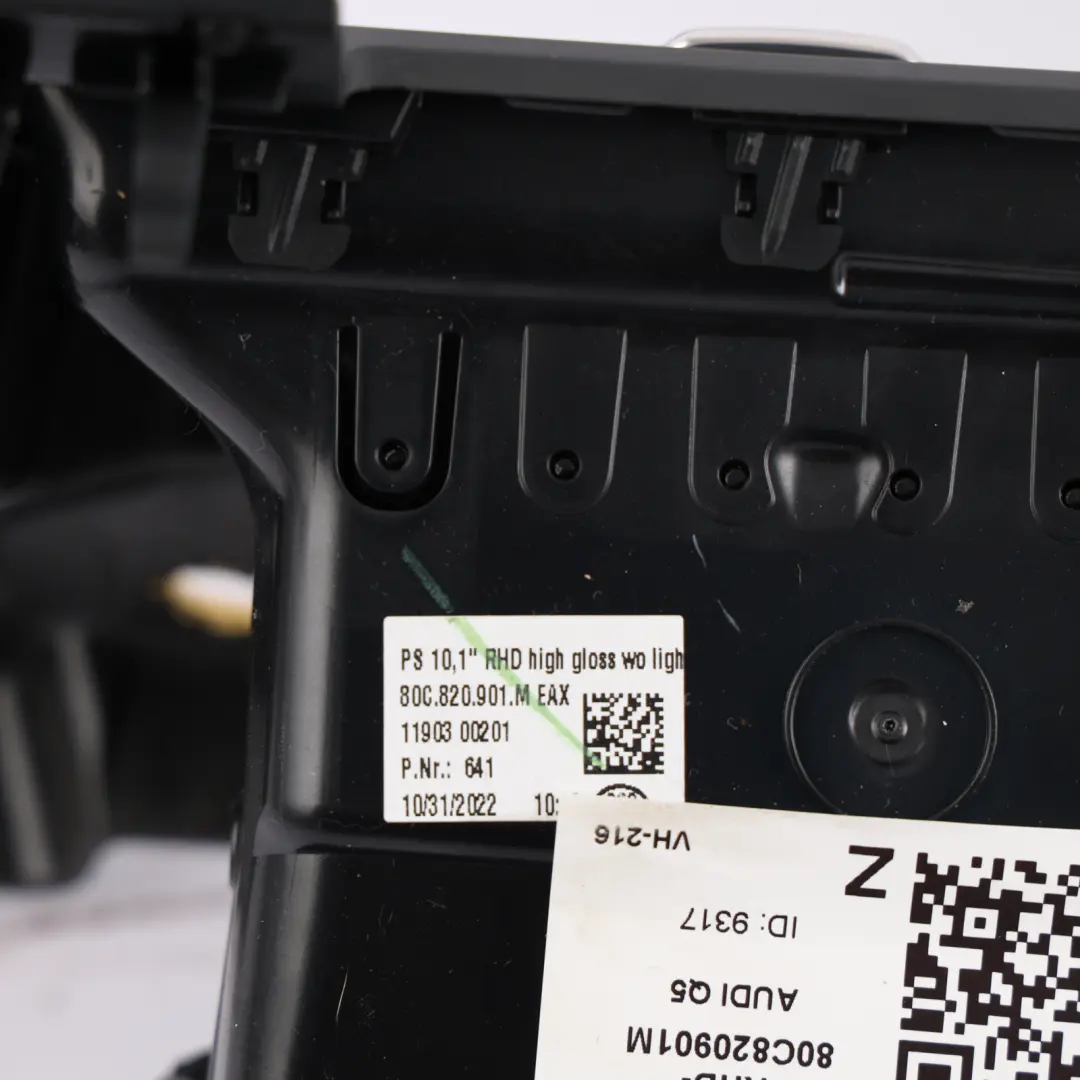 PS 10,1" RHD high gloss wo ligh
80C.820.901.M EAX
11903 00201
P.Nr.: 641
10/31/2022 10:
VH-216
Z
ID: 9317
AUDI Q5
80C820901M